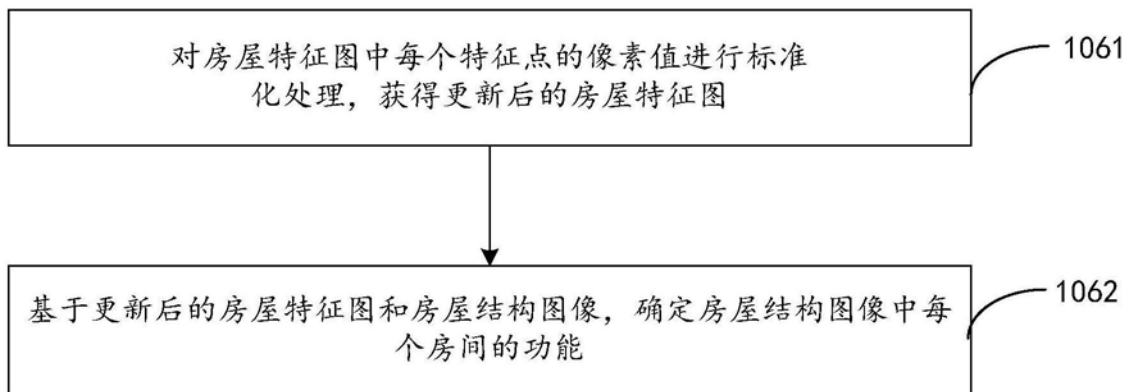 对房屋特征图中每个特征点的像素值进行标准
化处理，获得更新后的房屋特征图
1061
基于更新后的房屋特征图和房屋结构图像，确定房屋结构图像中每
个房间的功能
1062